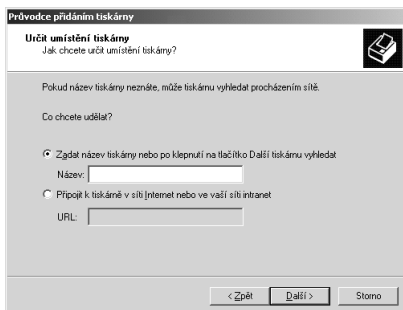 Průvodce přidáním tiskárny
Určit umístění tiskárny
Jak chcete určit umístění tiskárny?
Pokud název tiskárny neznáte, může tiskárnu vyhledat procházením sítě.
Co chcete udělat?
Zadat název tiskárny nebo po klepnutí na tlačítko Další tiskárnu vyhledat
Název:
Připojit k tiskárně v síti Internet nebo ve vaší síti intranet
URL:
< Zpět
Další >
Storno